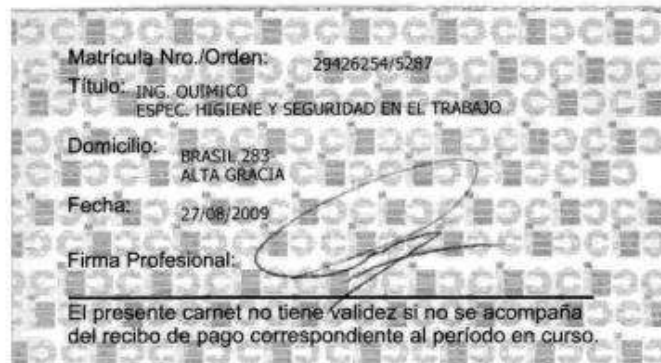 Matrícula Nro./Orden: 29426254/5287
Título: ING. QUIMICO
ESPEC. HIGIENE Y SEGURIDAD EN EL TRABAJO
Domicilio: BRASIL 283
ALTA GRACIA
Fecha: 27/08/2009
Firma Profesional:
El presente carnet no tiene validez si no se acompaña
del recibo de pago correspondiente al período en curso.